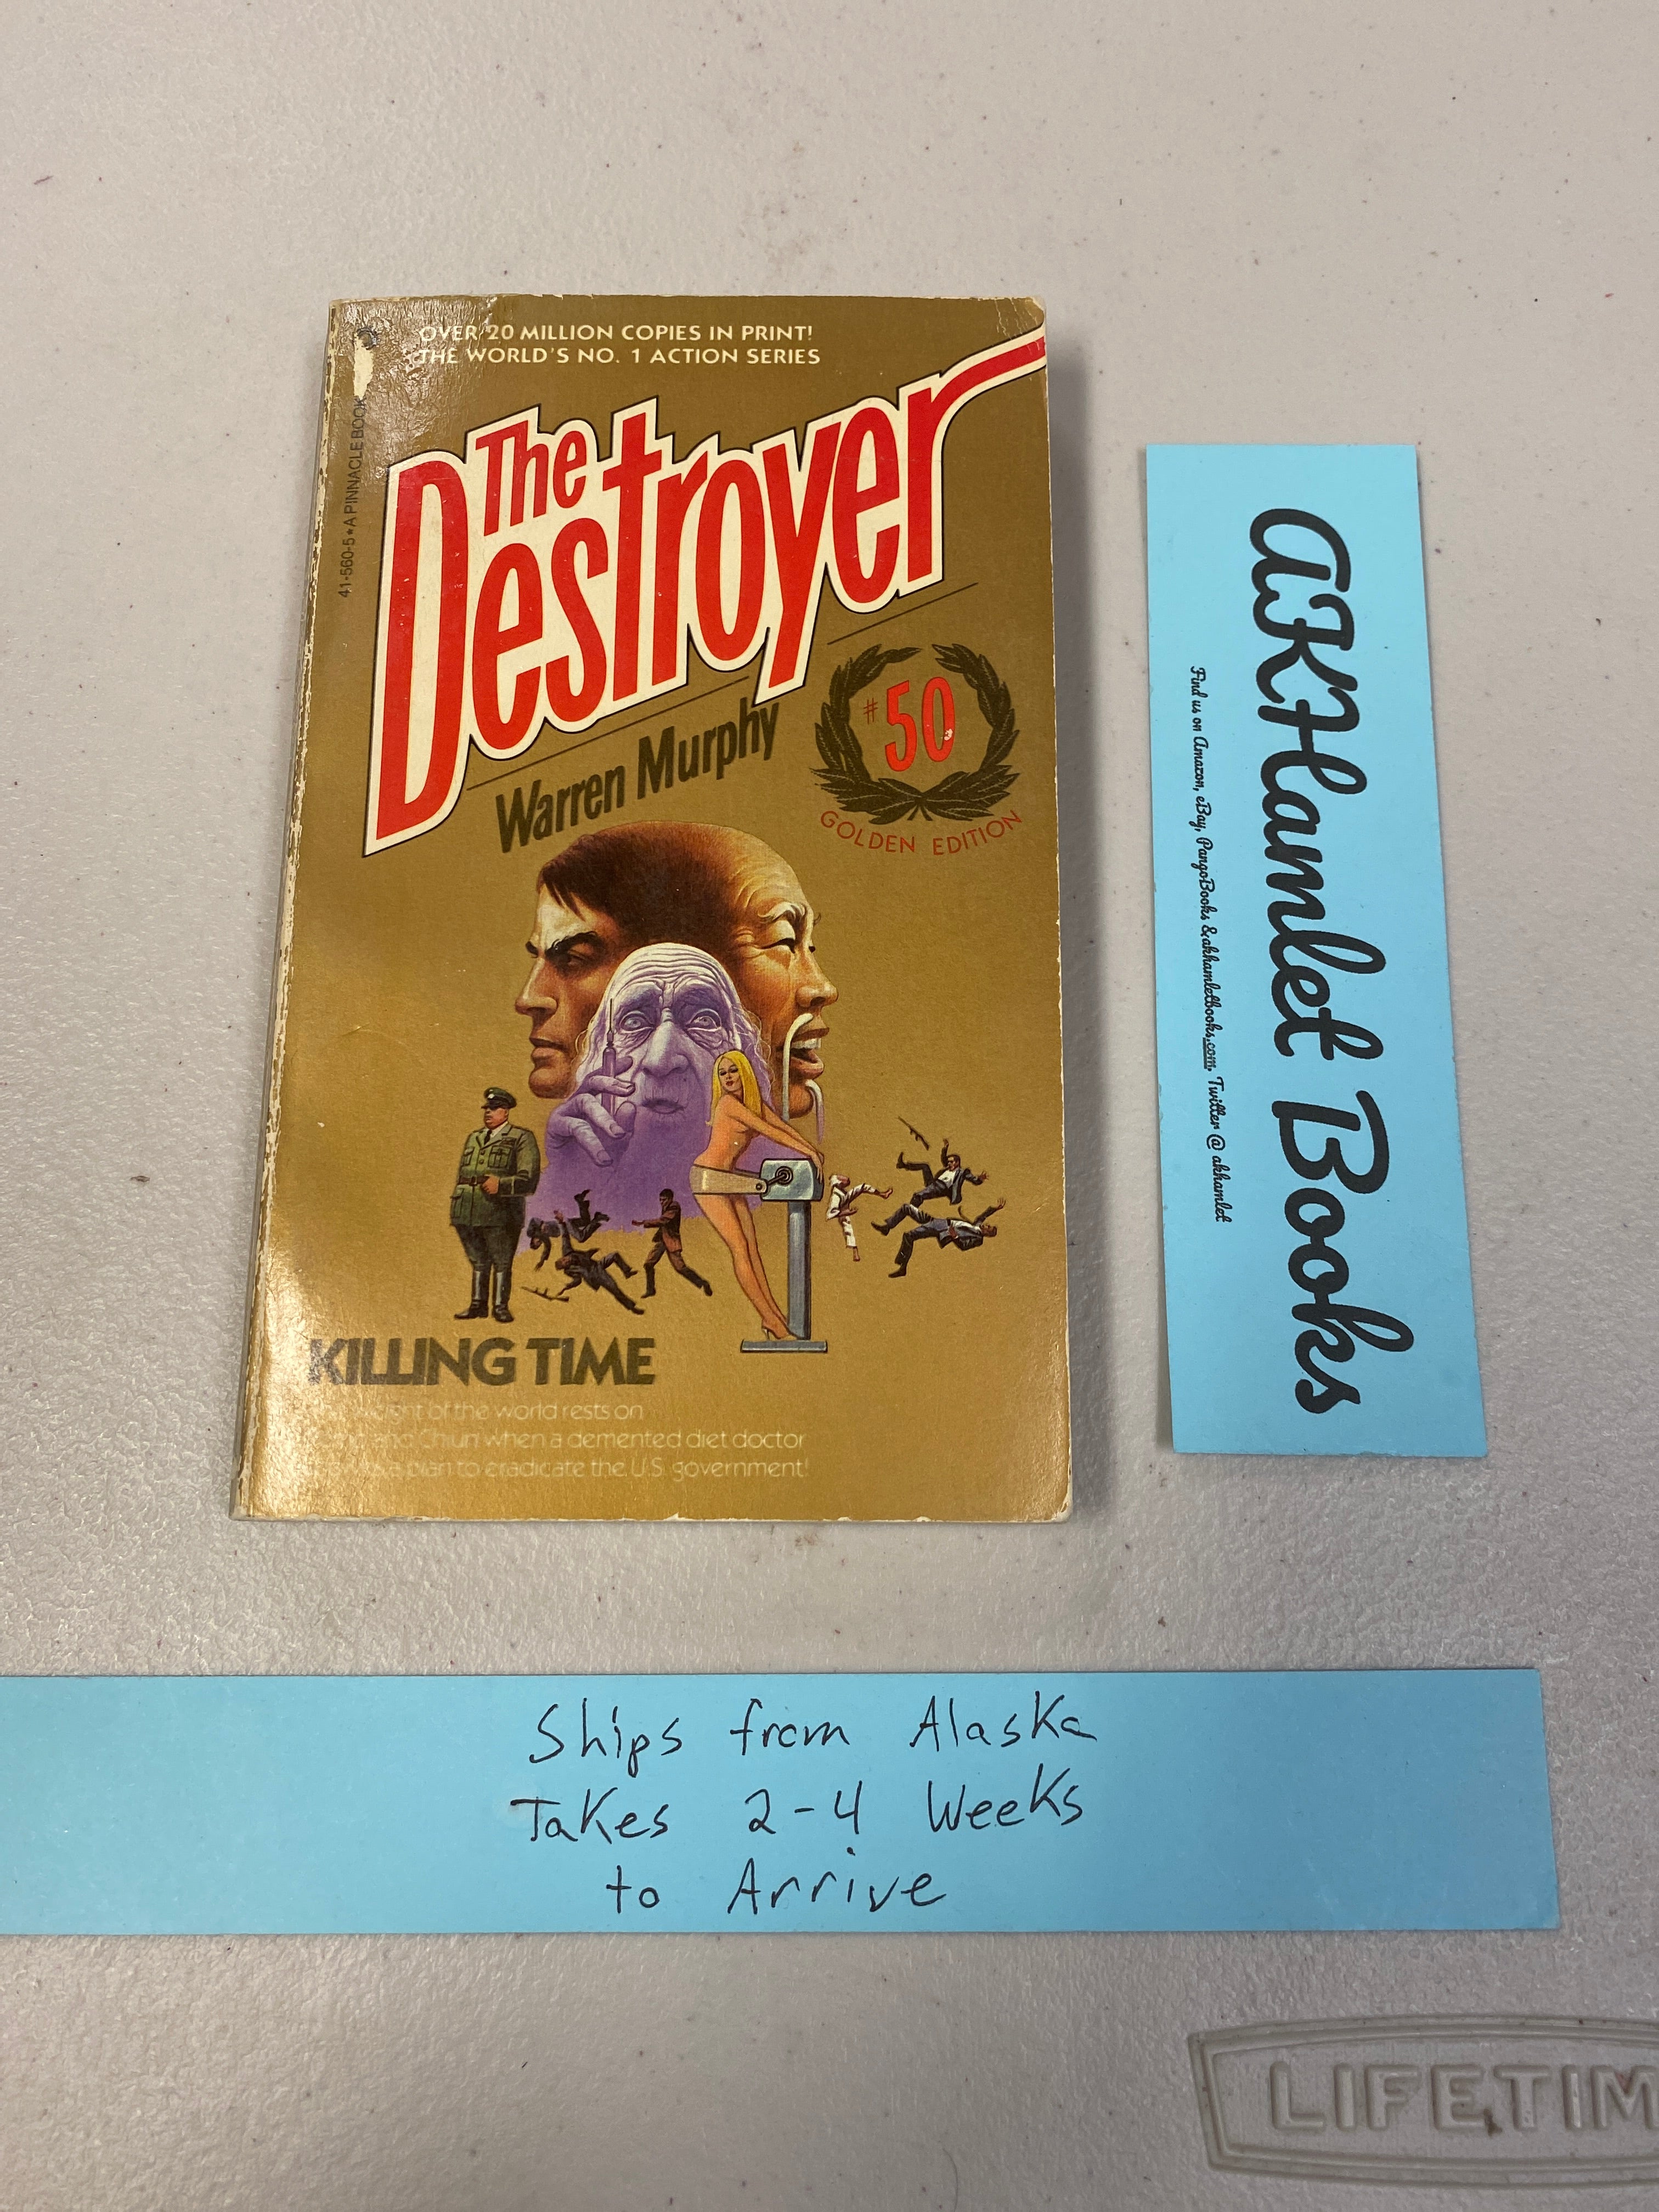 OVER 20 MILLION COPIES IN PRINT!
THE WORLD'S NO. 1 ACTION SERIES
41-560-5 ★ A PINNACLE BOOK
The
Destroyer
Warren Murphy
#50
GOLDEN EDITION
KILLING TIME
weight of the world rests on
and Chiun when a demented diet doctor
a plan to eradicate the U.S. government!
AKHamlet Books
Find us on Amazon, eBay, PangoBooks & akhamletbooks.com, Twitter @ akhamlet
Ships from Alaska
Takes 2-4 Weeks
to Arrive
LIFETIM